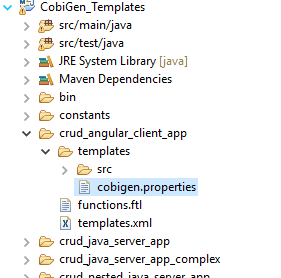 CobiGen_Templates
src/main/java
src/test/java
JRE System Library [java]
Maven Dependencies
bin
constants
crud_angular_client_app
templates
src
cobigen.properties
functions.ftl
templates.xml
crud_java_server_app
crud_java_server_app_complex